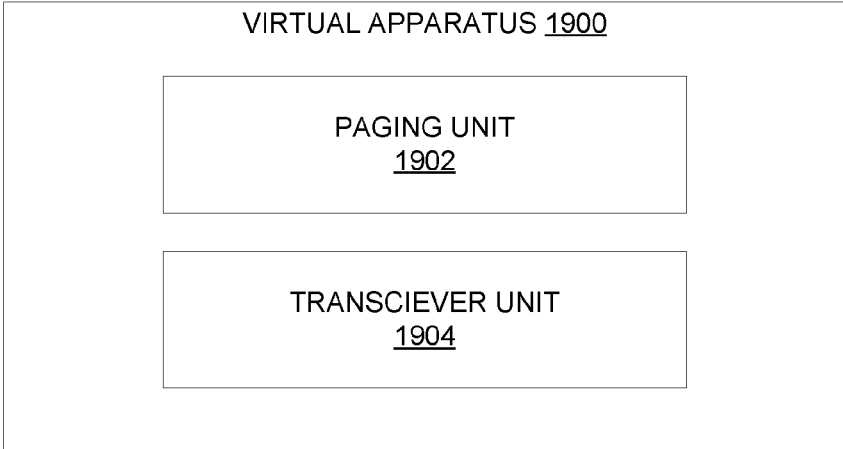 VIRTUAL APPARATUS 1900
PAGING UNIT
1902
TRANSCIEVER UNIT
1904